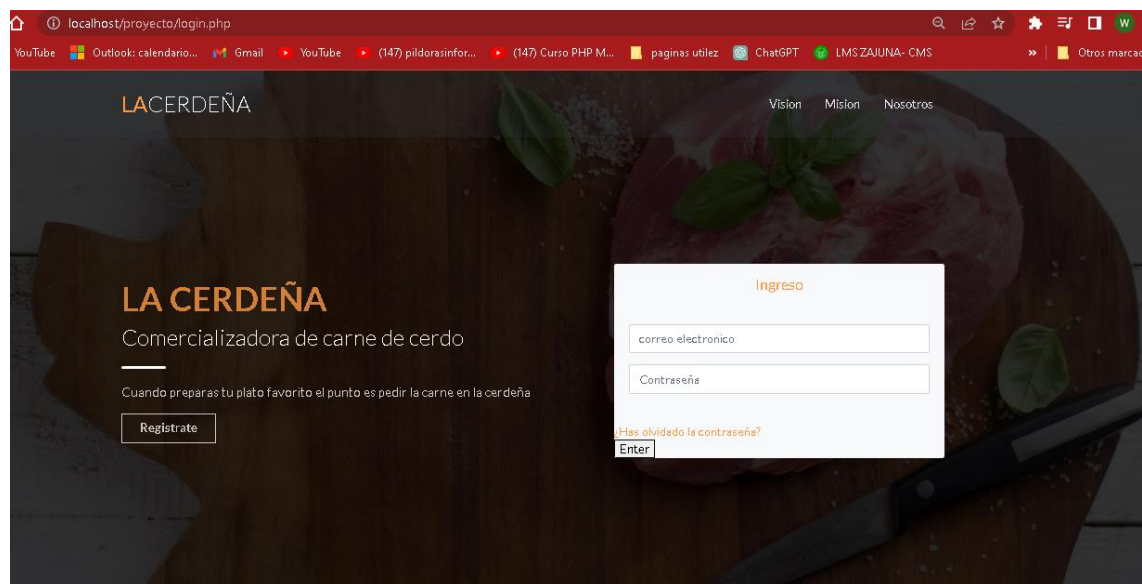 localhost/proyecto/login.php
YouTube Outlook: calendario... Gmail YouTube (147) pildorasinfor... (147) Curso PHP M... paginas utilez ChatGPT LMS ZAJUNA- CMS » Otros marcad
W
LACERDEÑA Vision Mision Nosotros
Ingreso
LA CERDEÑA
Comercializadora de carne de cerdo
correo electronico
Contraseña
Cuando preparas tu plato favorito el punto es pedir la carne en la cerdeña
Registrate
¿Has olvidado la contraseña?
Enter